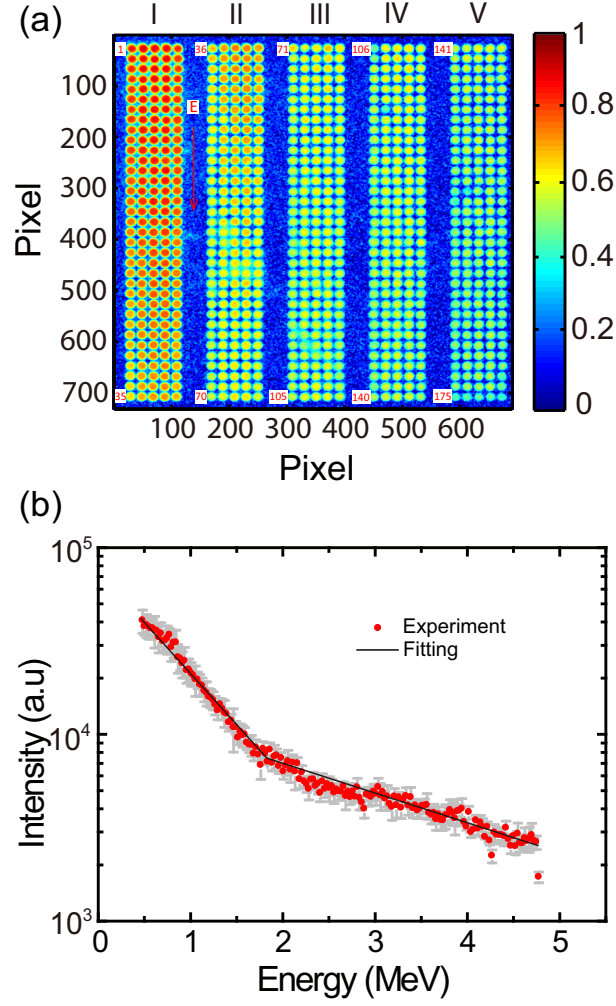 (a) I II III IV V
1 36 71 106 141
E
35 70 105 140 175
100
200
300
400
500
600
700
Pixel
100 200 300 400 500 600
Pixel
1
0.8
0.6
0.4
0.2
0
(b)
10^5
10^4
10^3
Intensity (a.u)
Experiment
Fitting
0 1 2 3 4 5
Energy (MeV)